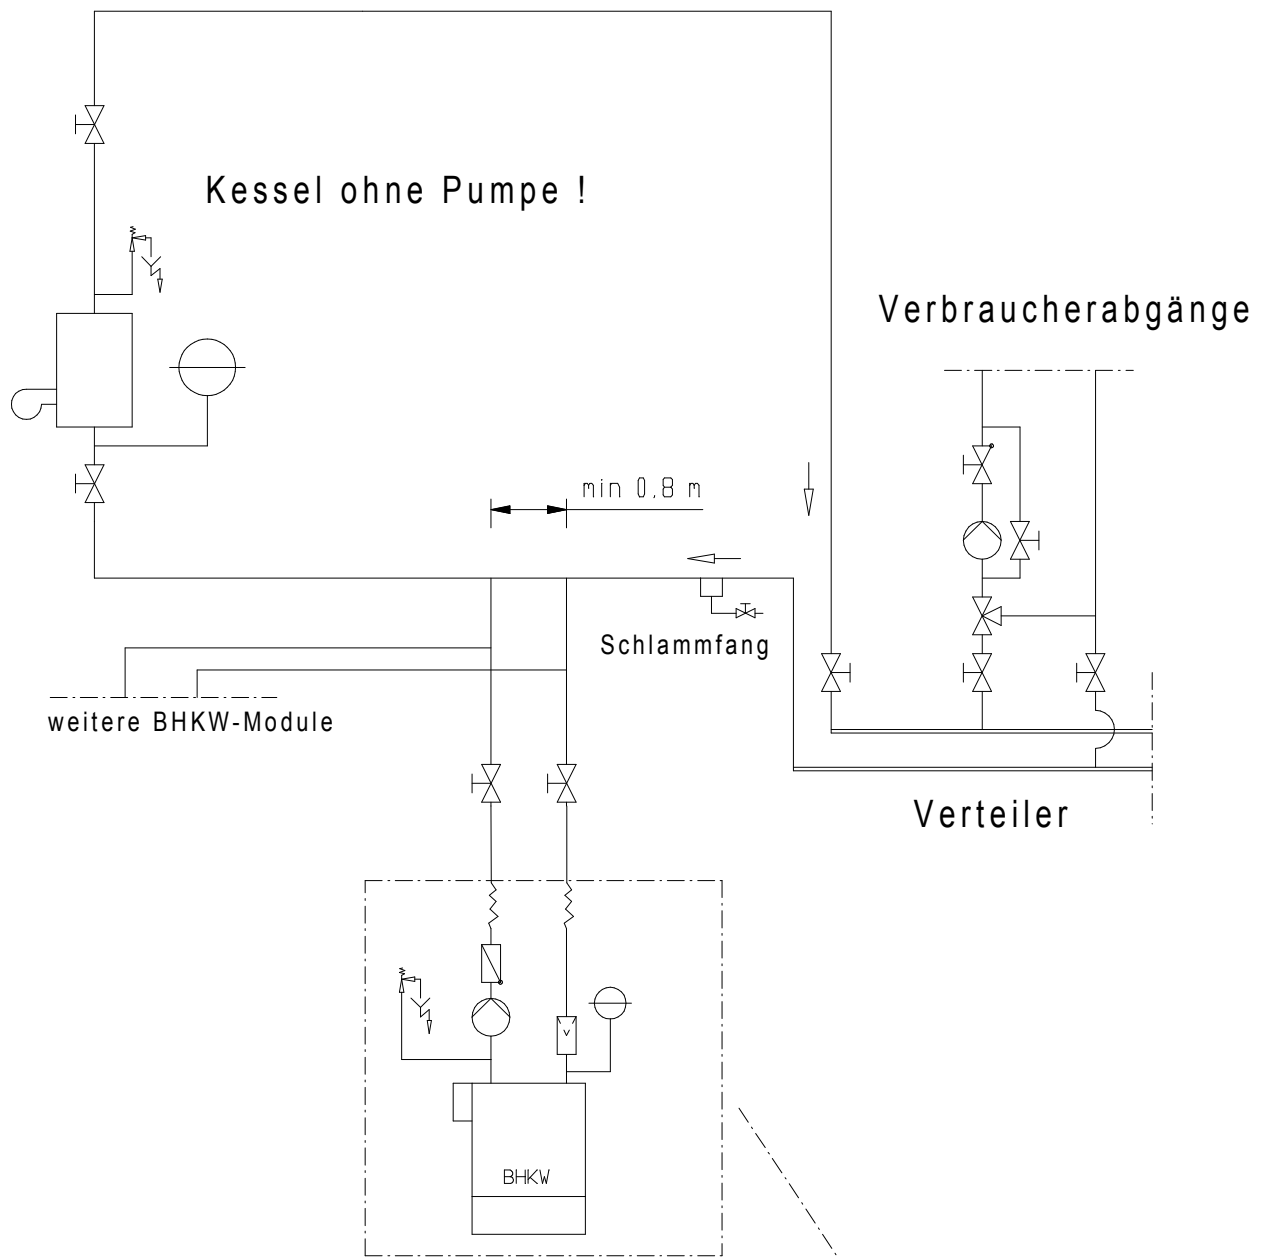 Kessel ohne Pumpe !
Verbraucherabgänge
min 0,8 m
Schlammfang
weitere BHKW-Module
Verteiler
BHKW